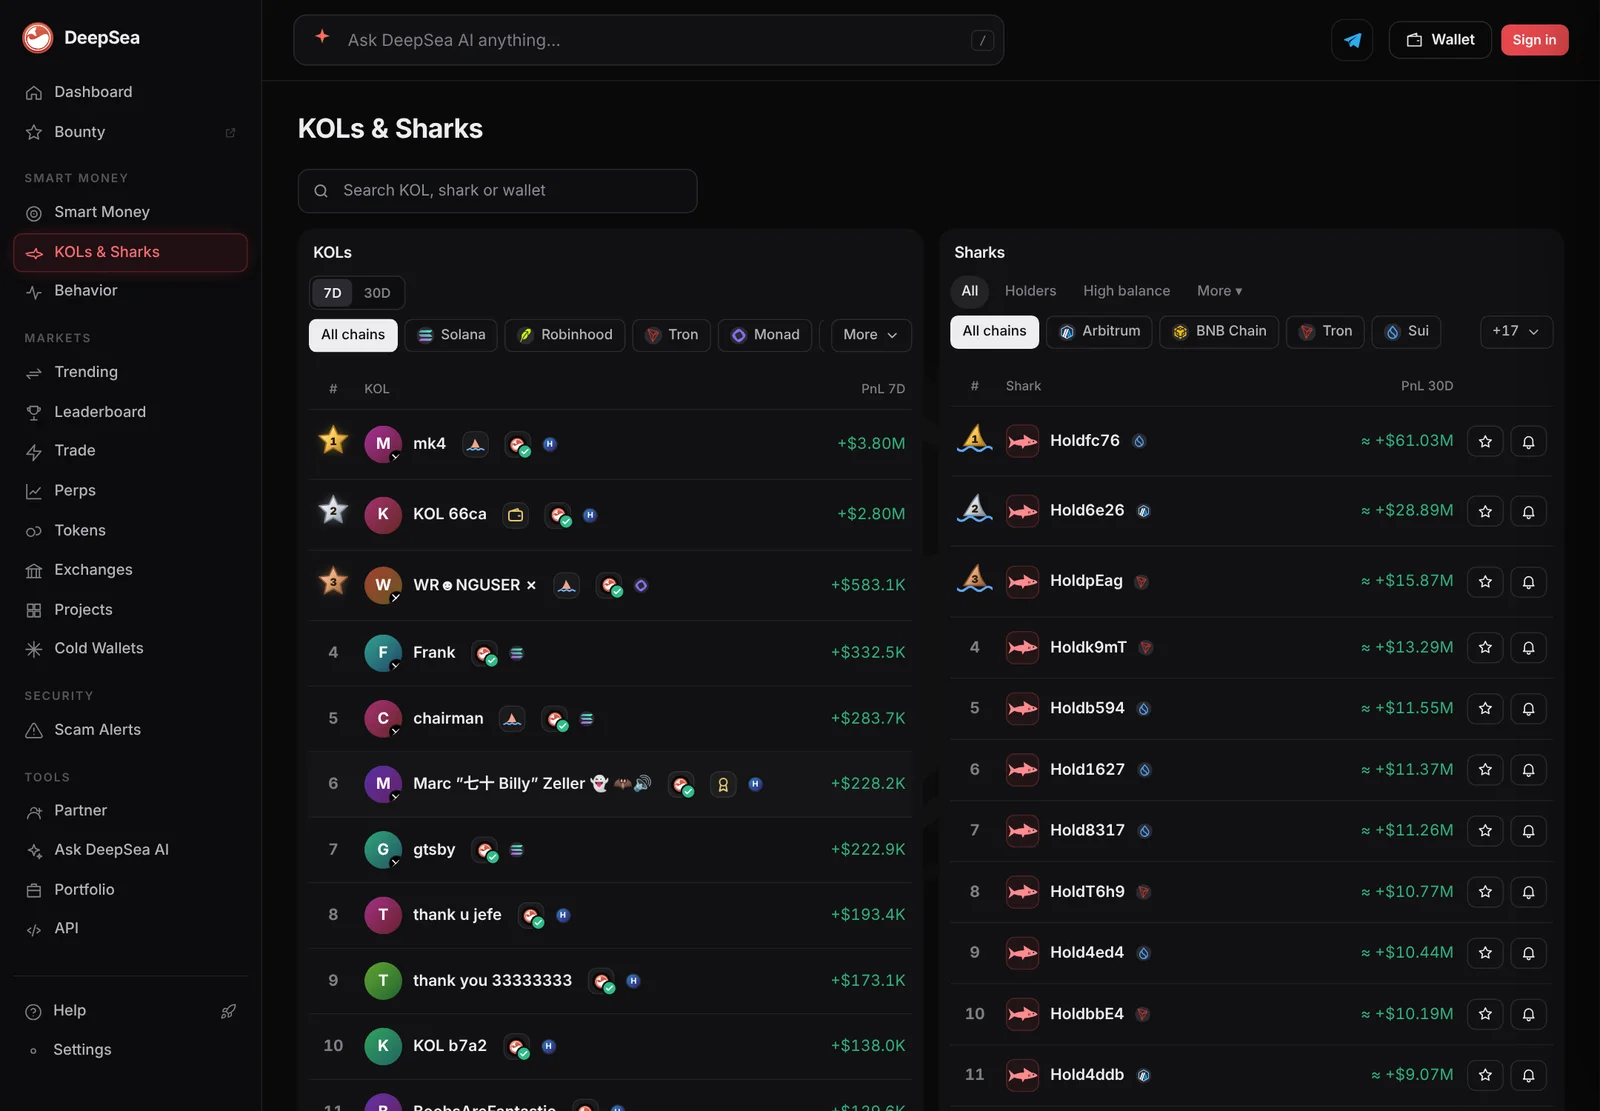 DeepSea
Ask DeepSea AI anything...
/
Wallet
Sign in
Dashboard
Bounty
SMART MONEY
Smart Money
KOLs & Sharks
Behavior
MARKETS
Trending
Leaderboard
Trade
Perps
Tokens
Exchanges
Projects
Cold Wallets
SECURITY
Scam Alerts
TOOLS
Partner
Ask DeepSea AI
Portfolio
API
Help
Settings
KOLs & Sharks
Search KOL, shark or wallet
KOLs
7D 30D
All chains Solana Robinhood Tron Monad More
# KOL PnL 7D
1 M mk4 H +$3.80M
2 K KOL 66ca H +$2.80M
3 W WR☻NGUSER × +$583.1K
4 F Frank +$332.5K
5 C chairman +$283.7K
6 M Marc ”七十 Billy” Zeller 👻 🦇🔊 H +$228.2K
7 G gtsby +$222.9K
8 T thank u jefe H +$193.4K
9 T thank you 33333333 H +$173.1K
10 K KOL b7a2 H +$138.0K
11 B BoobsAreFantastic +$129.6K
Sharks
All Holders High balance More ▾
All chains Arbitrum BNB Chain Tron Sui +17
# Shark PnL 30D
1 Holdfc76 ≈ +$61.03M
2 Hold6e26 ≈ +$28.89M
3 HoldpEag ≈ +$15.87M
4 Holdk9mT ≈ +$13.29M
5 Holdb594 ≈ +$11.55M
6 Hold1627 ≈ +$11.37M
7 Hold8317 ≈ +$11.26M
8 HoldT6h9 ≈ +$10.77M
9 Hold4ed4 ≈ +$10.44M
10 HoldbbE4 ≈ +$10.19M
11 Hold4ddb ≈ +$9.07M